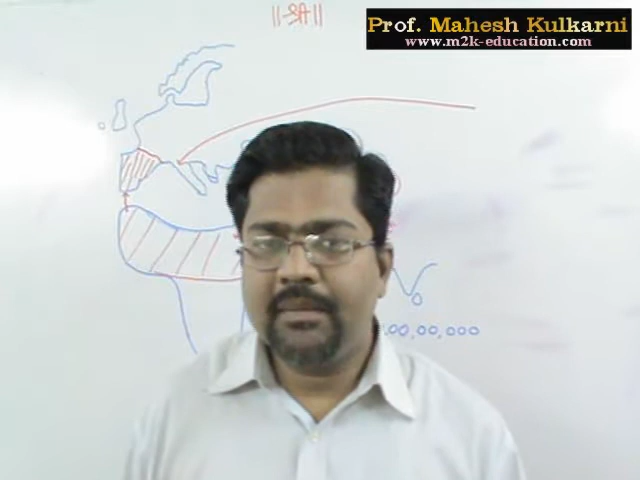 || ॐ ||
Prof. Mahesh Kulkarni
www.m2k-education.com
00,00,000